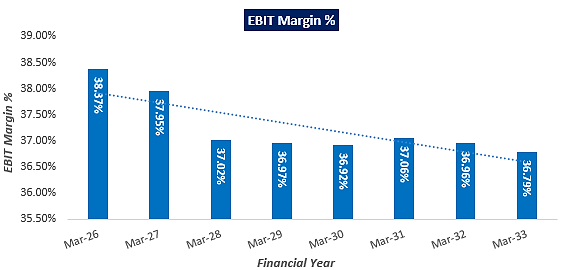 EBIT Margin %
39.00%
38.50%
38.00%
37.50%
37.00%
36.50%
36.00%
35.50%
EBIT Margin %
38.37%
37.95%
37.02%
36.97%
36.92%
37.06%
36.96%
36.79%
Mar-26
Mar-27
Mar-28
Mar-29
Mar-30
Mar-31
Mar-32
Mar-33
Financial Year